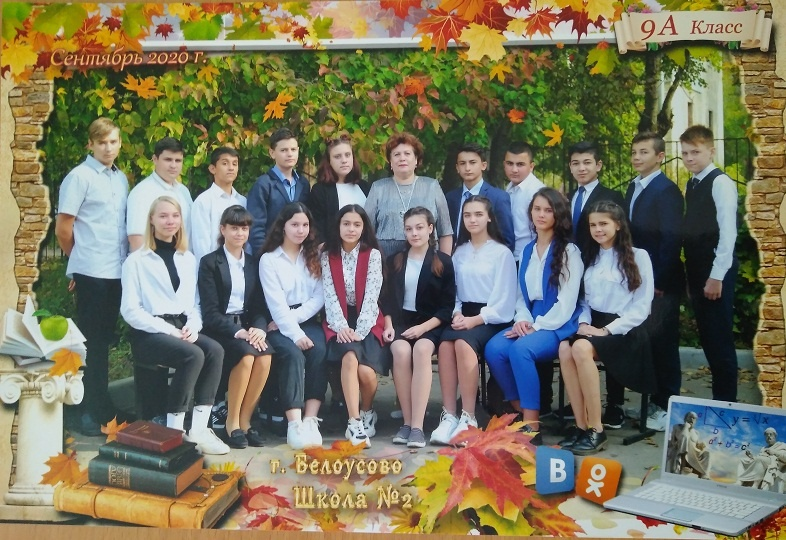 Сентябрь 2020 г.
9А Класс
г. Белоусово
Школа №2
В